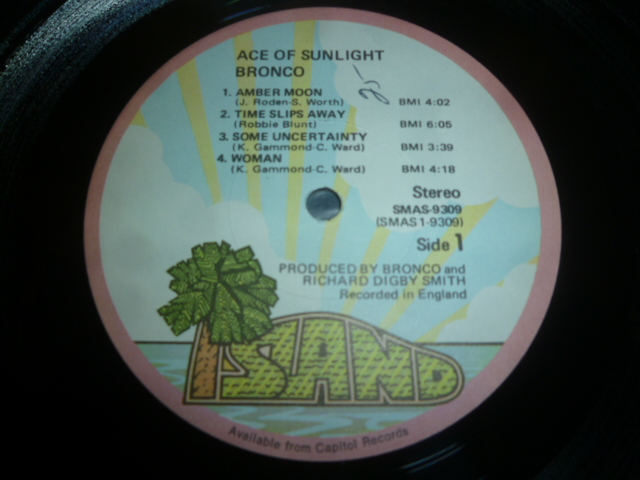 ACE OF SUNLIGHT
BRONCO
1. AMBER MOON
(J. Roden-S. Worth) BMI 4:02
2. TIME SLIPS AWAY
(Robbie Blunt) BMI 6:05
3. SOME UNCERTAINTY
(K. Gammond-C. Ward) BMI 3:39
4. WOMAN
(K. Gammond-C. Ward) BMI 4:18
Stereo
SMAS-9309
(SMAS 1-9309)
Side 1
PRODUCED BY BRONCO and
RICHARD DIGBY SMITH
Recorded in England
ISLAND
Available from Capitol Records